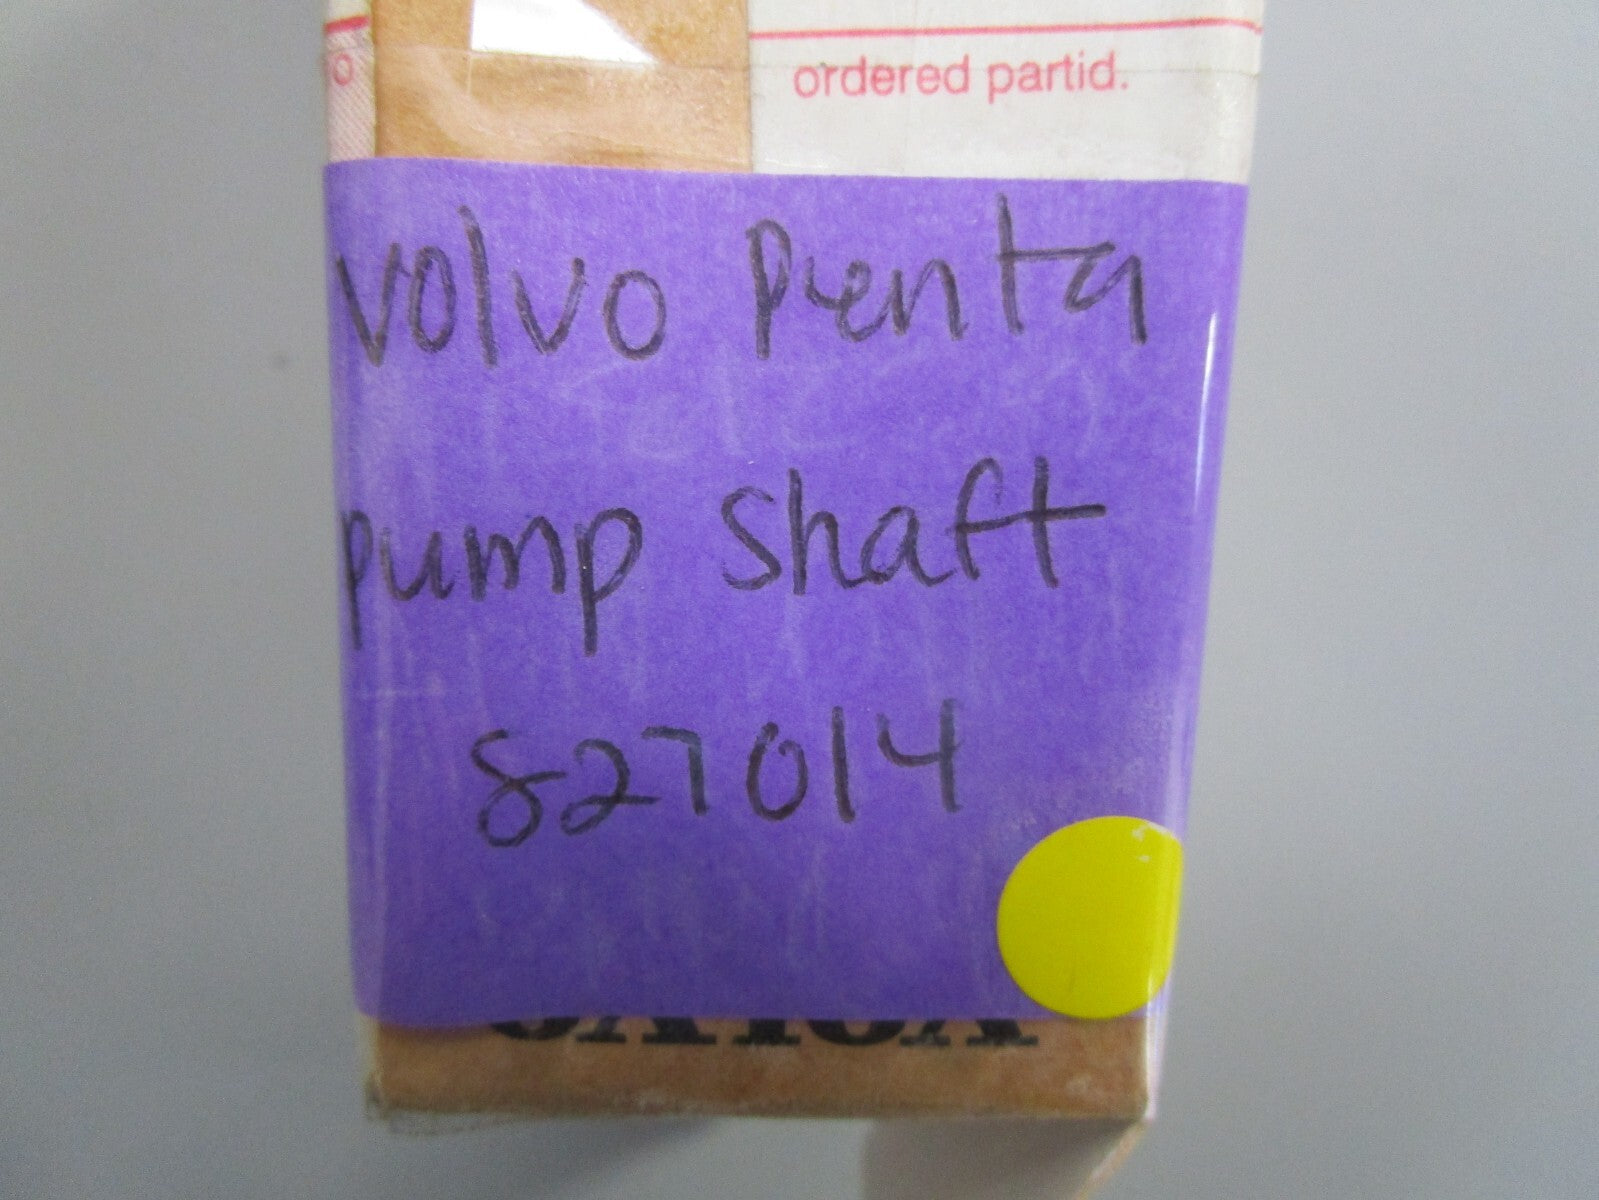 ordered partid.
volvo penta
pump shaft
827014